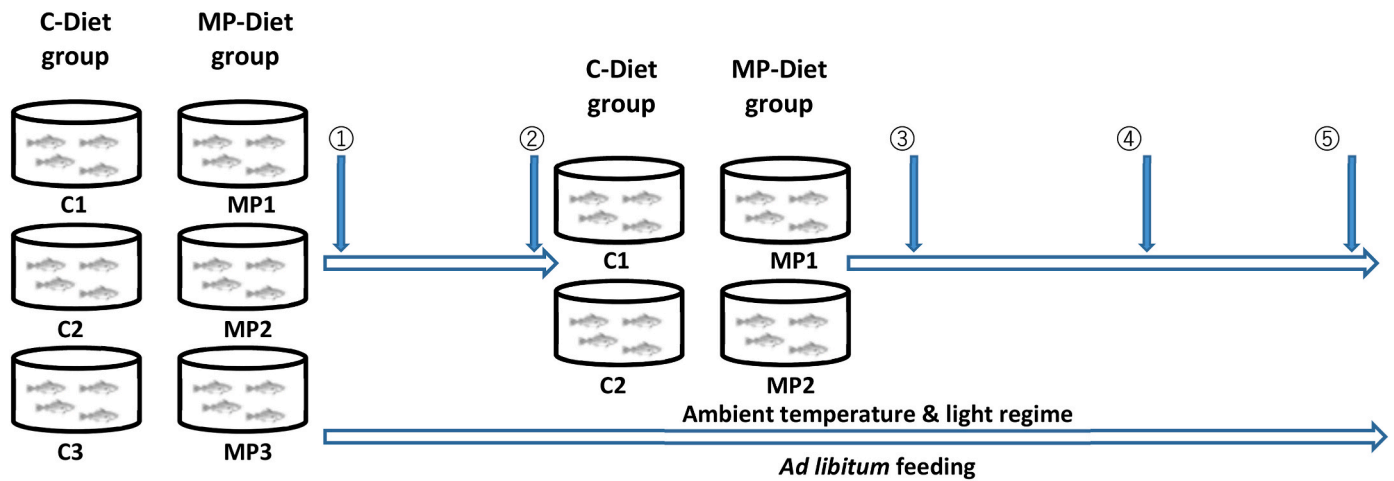 C-Diet
group
MP-Diet
group
C1
MP1
C2
MP2
C3
MP3
①
②
C-Diet
group
MP-Diet
group
C1
MP1
C2
MP2
③
④
⑤
Ambient temperature & light regime
Ad libitum feeding